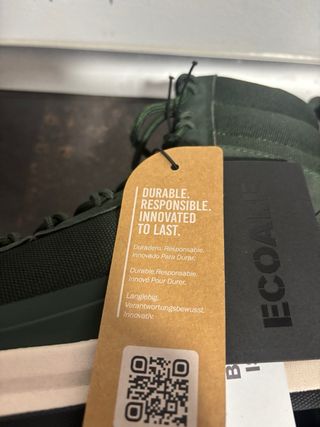 DURABLE.
RESPONSIBLE.
INNOVATED
TO LAST.
Duradero. Responsable.
Innovado Para Durar.
Durable. Responsable.
Innové Pour Durer.
Langlebig.
Verantwortungsbewusst.
Innovativ.
ECOALF
B